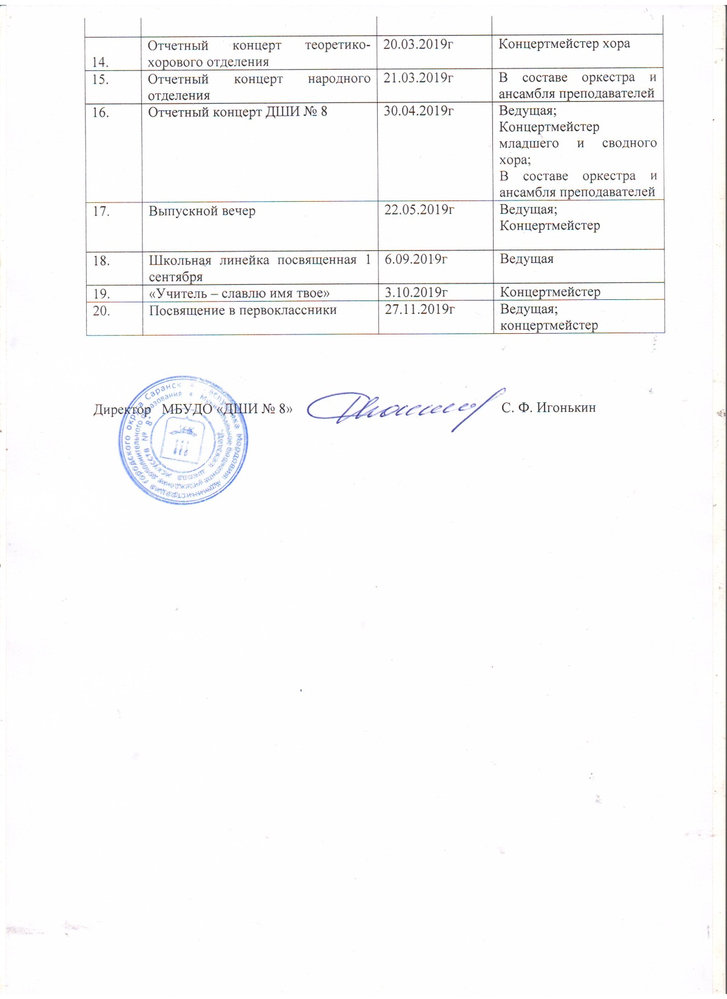 14.
Отчетный концерт теоретико-
хорового отделения
20.03.2019г
Концертмейстер хора
15.
Отчетный концерт народного
отделения
21.03.2019г
В составе оркестра и
ансамбля преподавателей
16.
Отчетный концерт ДШИ № 8
30.04.2019г
Ведущая;
Концертмейстер
младшего и сводного
хора;
В составе оркестра и
ансамбля преподавателей
17.
Выпускной вечер
22.05.2019г
Ведущая;
Концертмейстер
18.
Школьная линейка посвященная 1
сентября
6.09.2019г
Ведущая
19.
«Учитель – славлю имя твое»
3.10.2019г
Концертмейстер
20.
Посвящение в первоклассники
27.11.2019г
Ведущая;
концертмейстер
Директор МБУДО «ДШИ № 8»
С. Ф. Игонькин
Администрация городского округа Саранск * Республика Мордовия
Муниципальное бюджетное учреждение дополнительного образования *
"Детская школа искусств № 8"